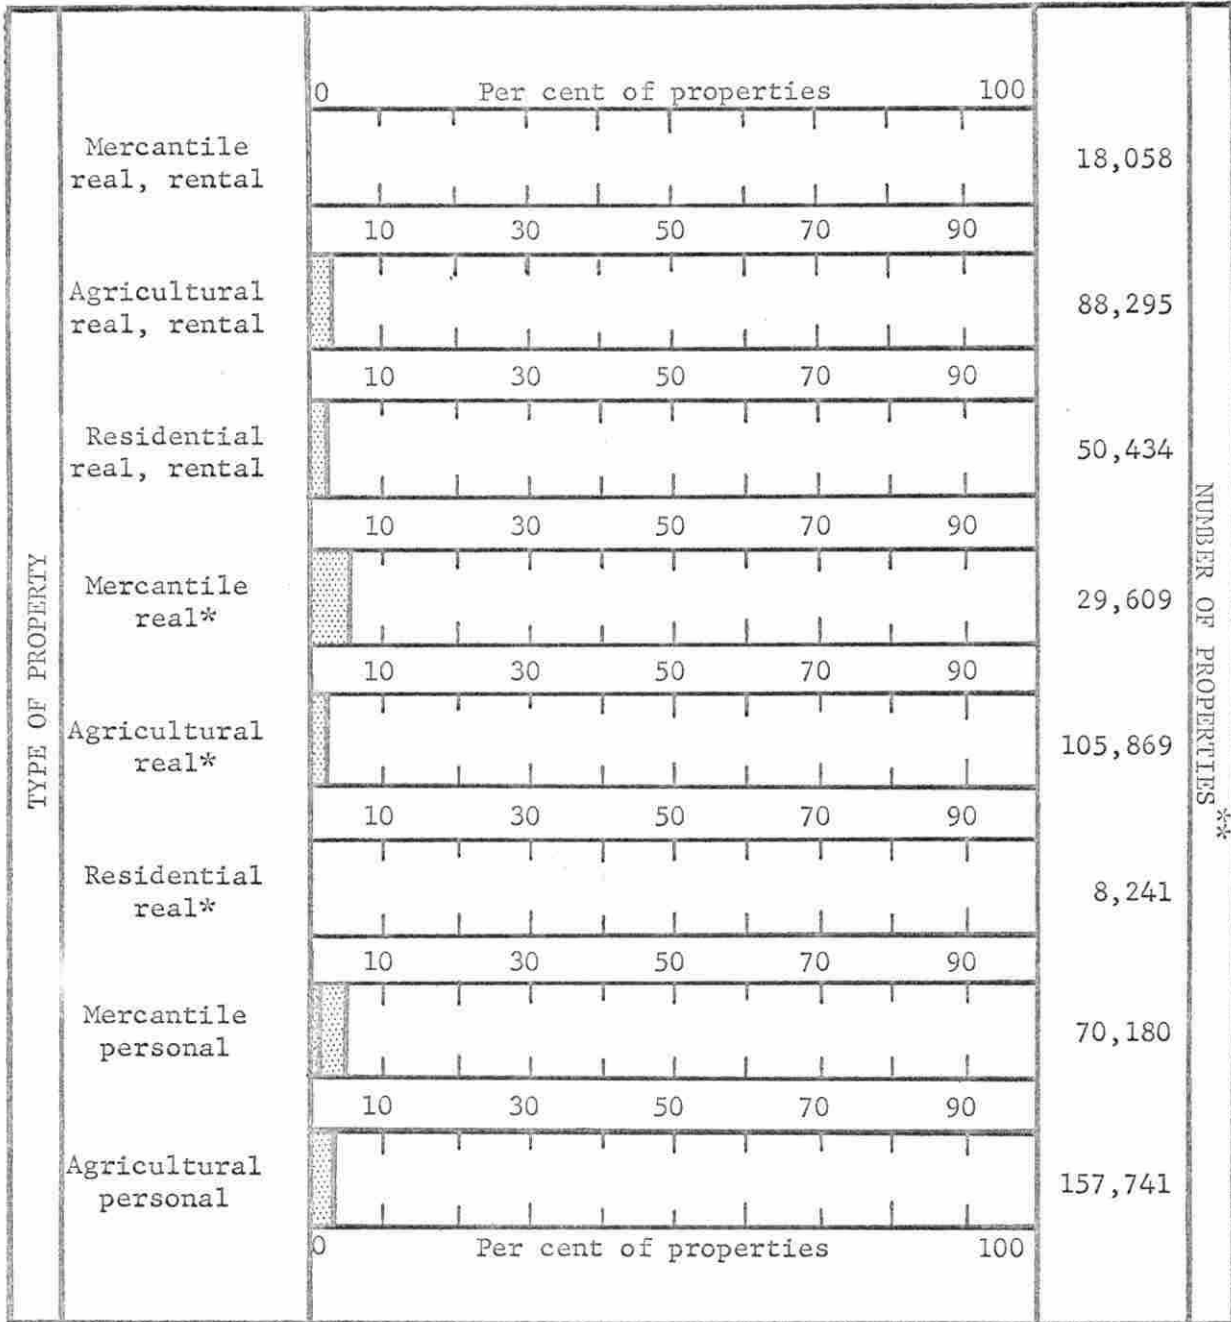 0 Per cent of properties 100
Mercantile
real, rental
18,058
10 30 50 70 90
Agricultural
real, rental
88,295
10 30 50 70 90
Residential
real, rental
50,434
10 30 50 70 90
Mercantile
real*
29,609
10 30 50 70 90
Agricultural
real*
105,869
10 30 50 70 90
Residential
real*
8,241
10 30 50 70 90
Mercantile
personal
70,180
10 30 50 70 90
Agricultural
personal
157,741
0 Per cent of properties 100
TYPE OF PROPERTY
NUMBER OF PROPERTIES**